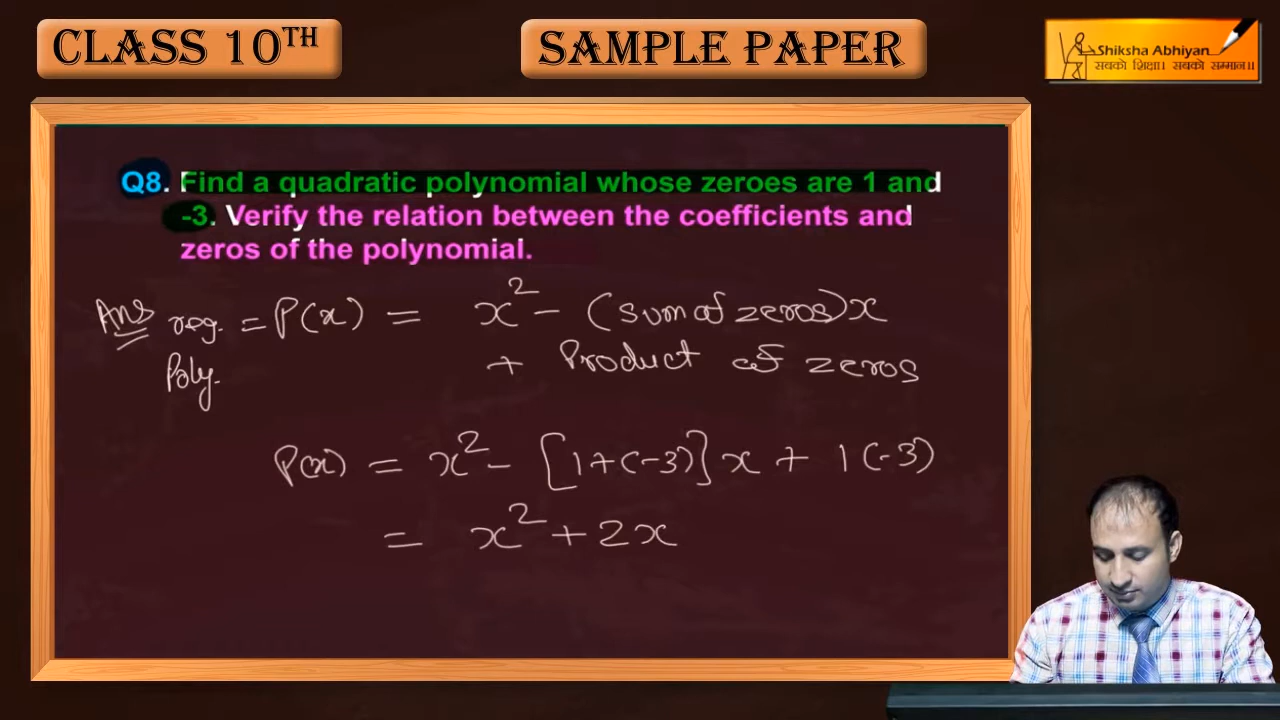 CLASS 10TH
SAMPLE PAPER
Shiksha Abhiyan
सबको शिक्षा। सबको सम्मान॥
Q8. Find a quadratic polynomial whose zeroes are 1 and
-3. Verify the relation between the coefficients and
zeros of the polynomial.
Ans req. = P(x) = x² - (sum of zeros)x
Poly. + Product of zeros
P(x) = x² - [1+(-3)]x + 1(-3)
= x² + 2x